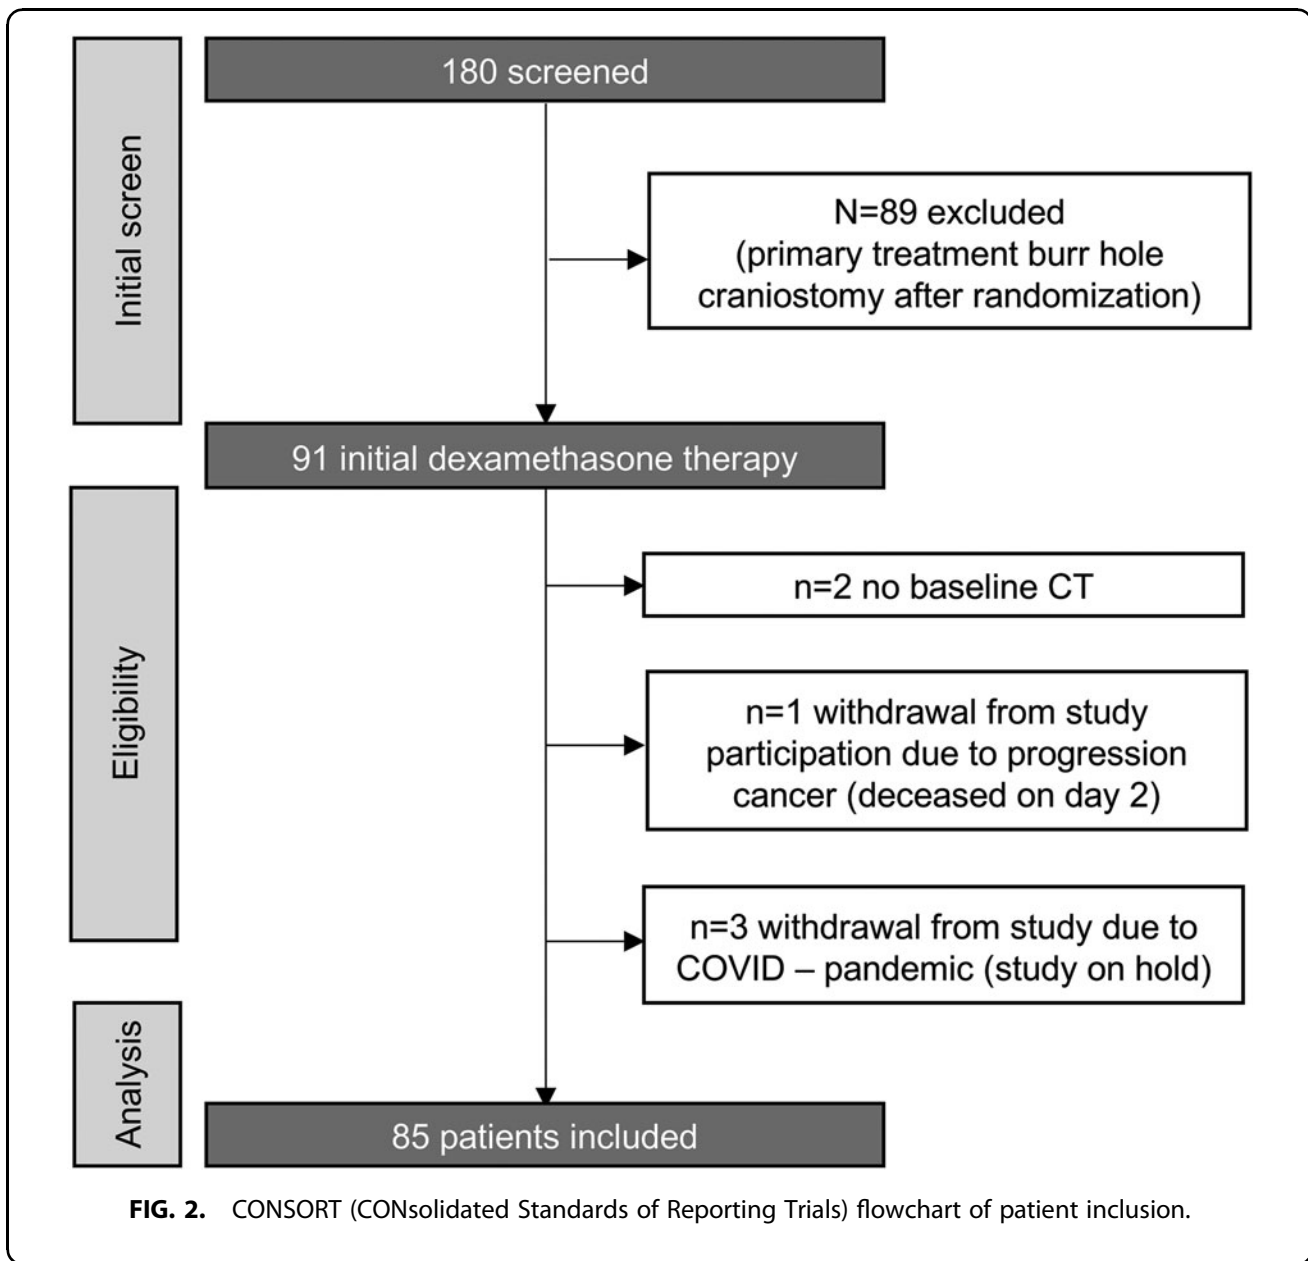 Initial screen
180 screened
N=89 excluded
(primary treatment burr hole
craniostomy after randomization)
91 initial dexamethasone therapy
Eligibility
n=2 no baseline CT
n=1 withdrawal from study
participation due to progression
cancer (deceased on day 2)
n=3 withdrawal from study due to
COVID – pandemic (study on hold)
Analysis
85 patients included
FIG. 2. CONSORT (CONsolidated Standards of Reporting Trials) flowchart of patient inclusion.